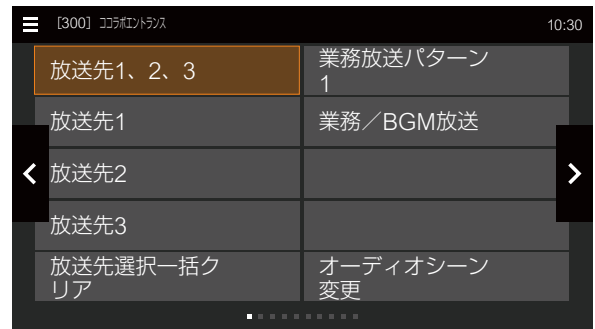 [300] ｺｺﾗﾎﾞｴﾝﾄﾗﾝｽ
10:30
放送先1、2、3
業務放送パターン
1
放送先1
業務／BGM放送
放送先2
放送先3
放送先選択一括ク
リア
オーディオシーン
変更